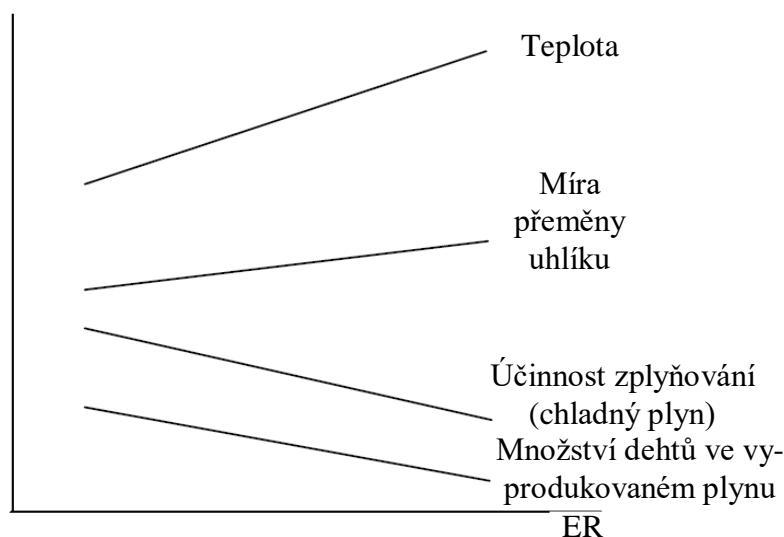 Teplota
Míra
přeměny
uhlíku
Účinnost zplyňování
(chladný plyn)
Množství dehtů ve vy-
produkovaném plynu
ER